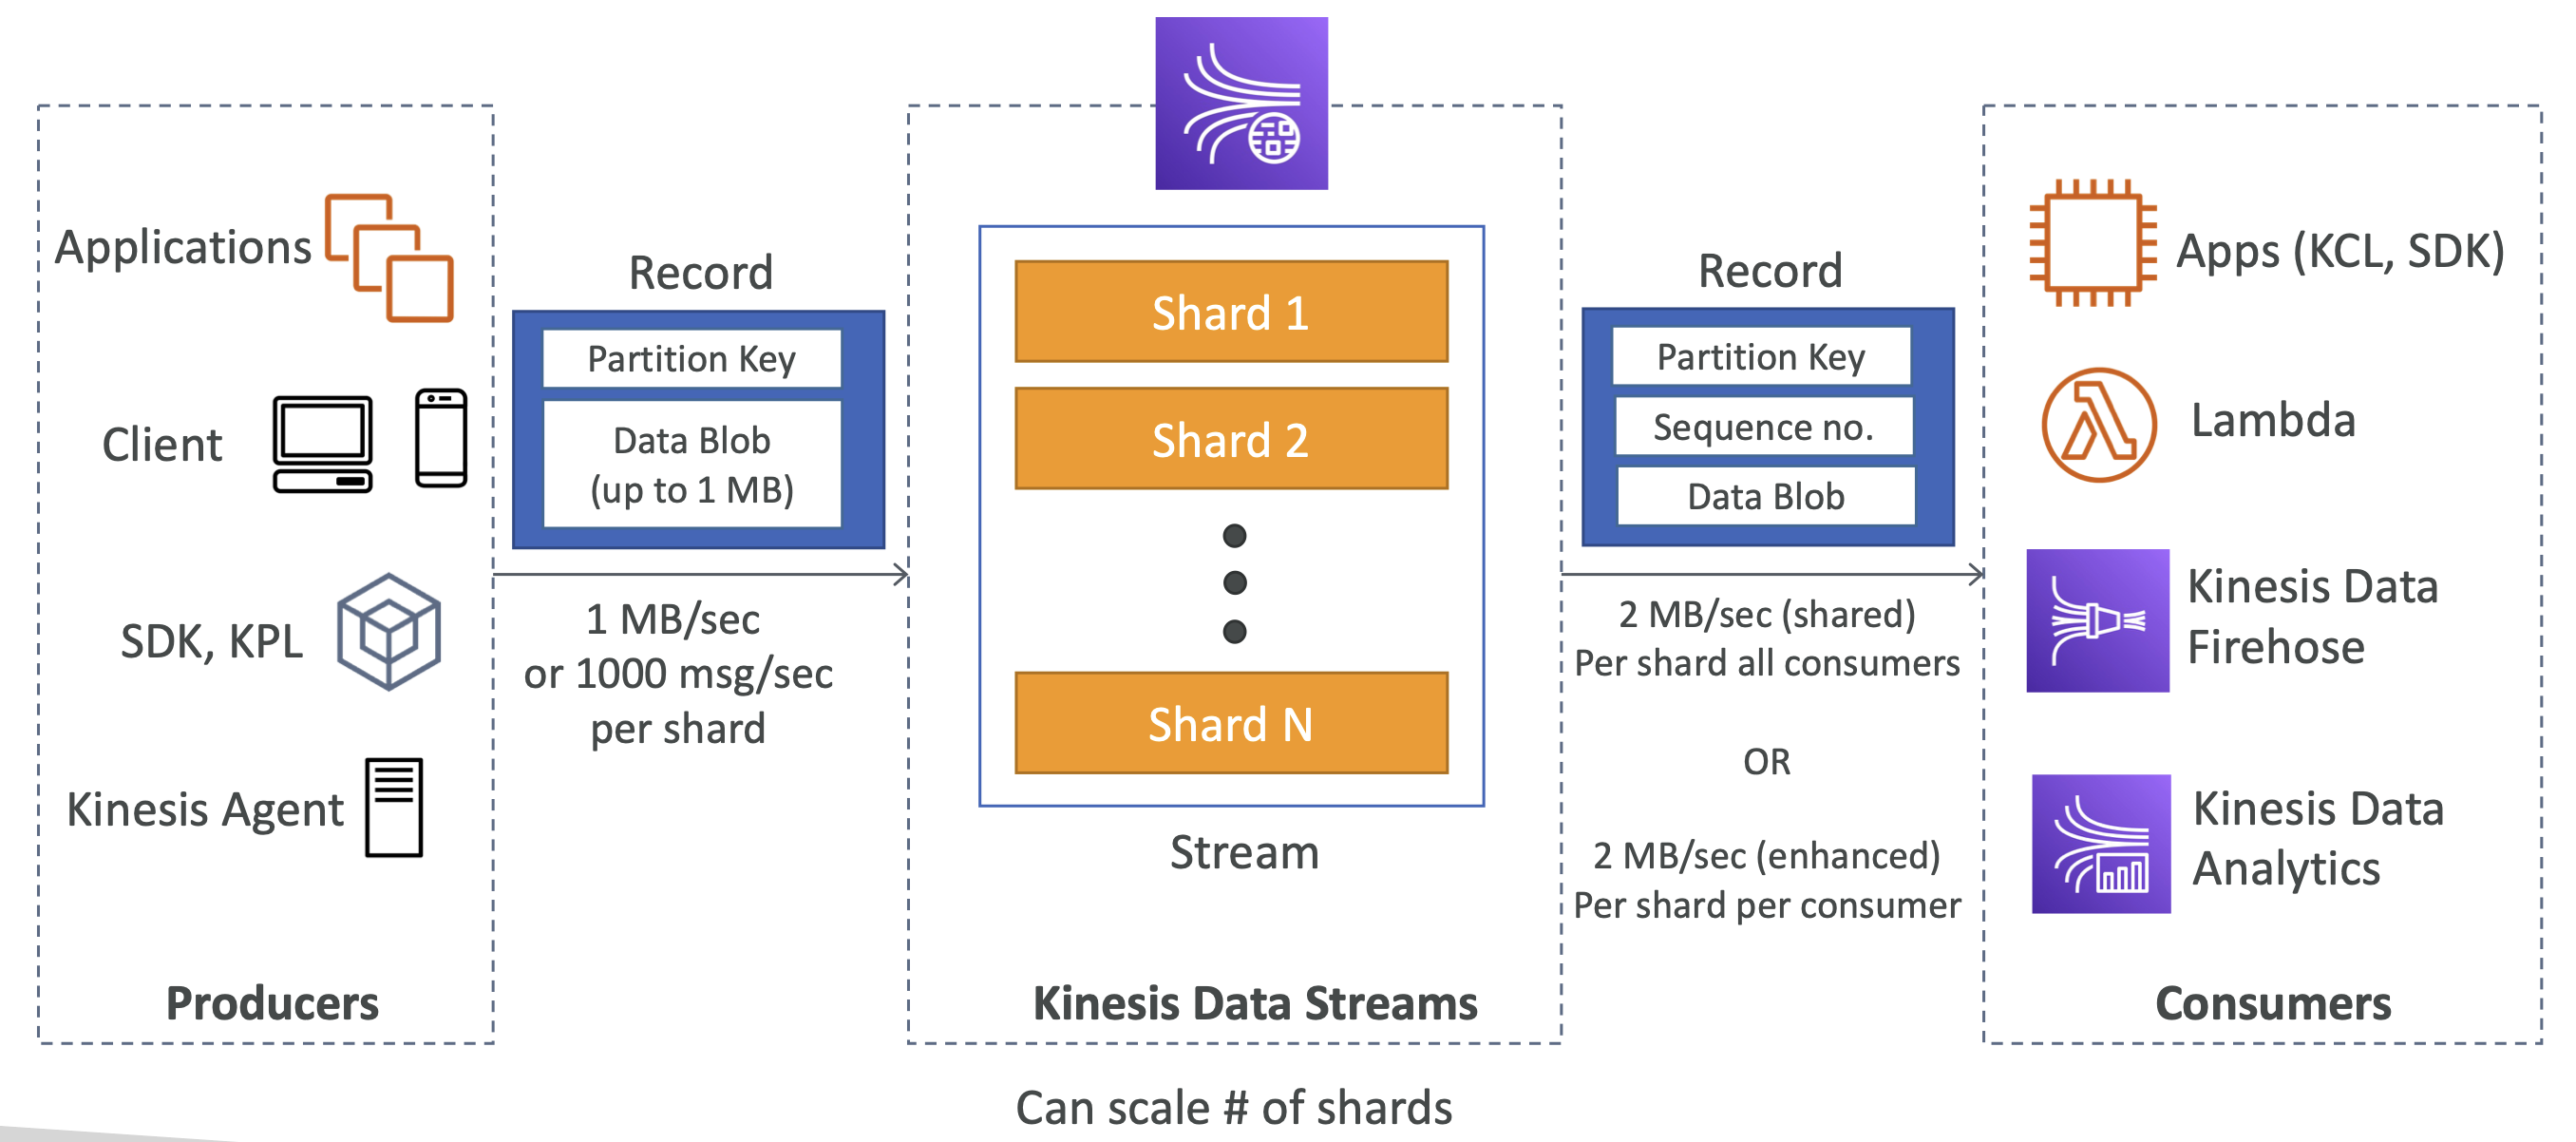 Applications
Client
SDK, KPL
Kinesis Agent
Producers
Record
Partition Key
Data Blob
(up to 1 MB)
1 MB/sec
or 1000 msg/sec
per shard
Shard 1
Shard 2
Shard N
Stream
Kinesis Data Streams
Can scale # of shards
Record
Partition Key
Sequence no.
Data Blob
2 MB/sec (shared)
Per shard all consumers
OR
2 MB/sec (enhanced)
Per shard per consumer
Apps (KCL, SDK)
Lambda
Kinesis Data
Firehose
Kinesis Data
Analytics
Consumers